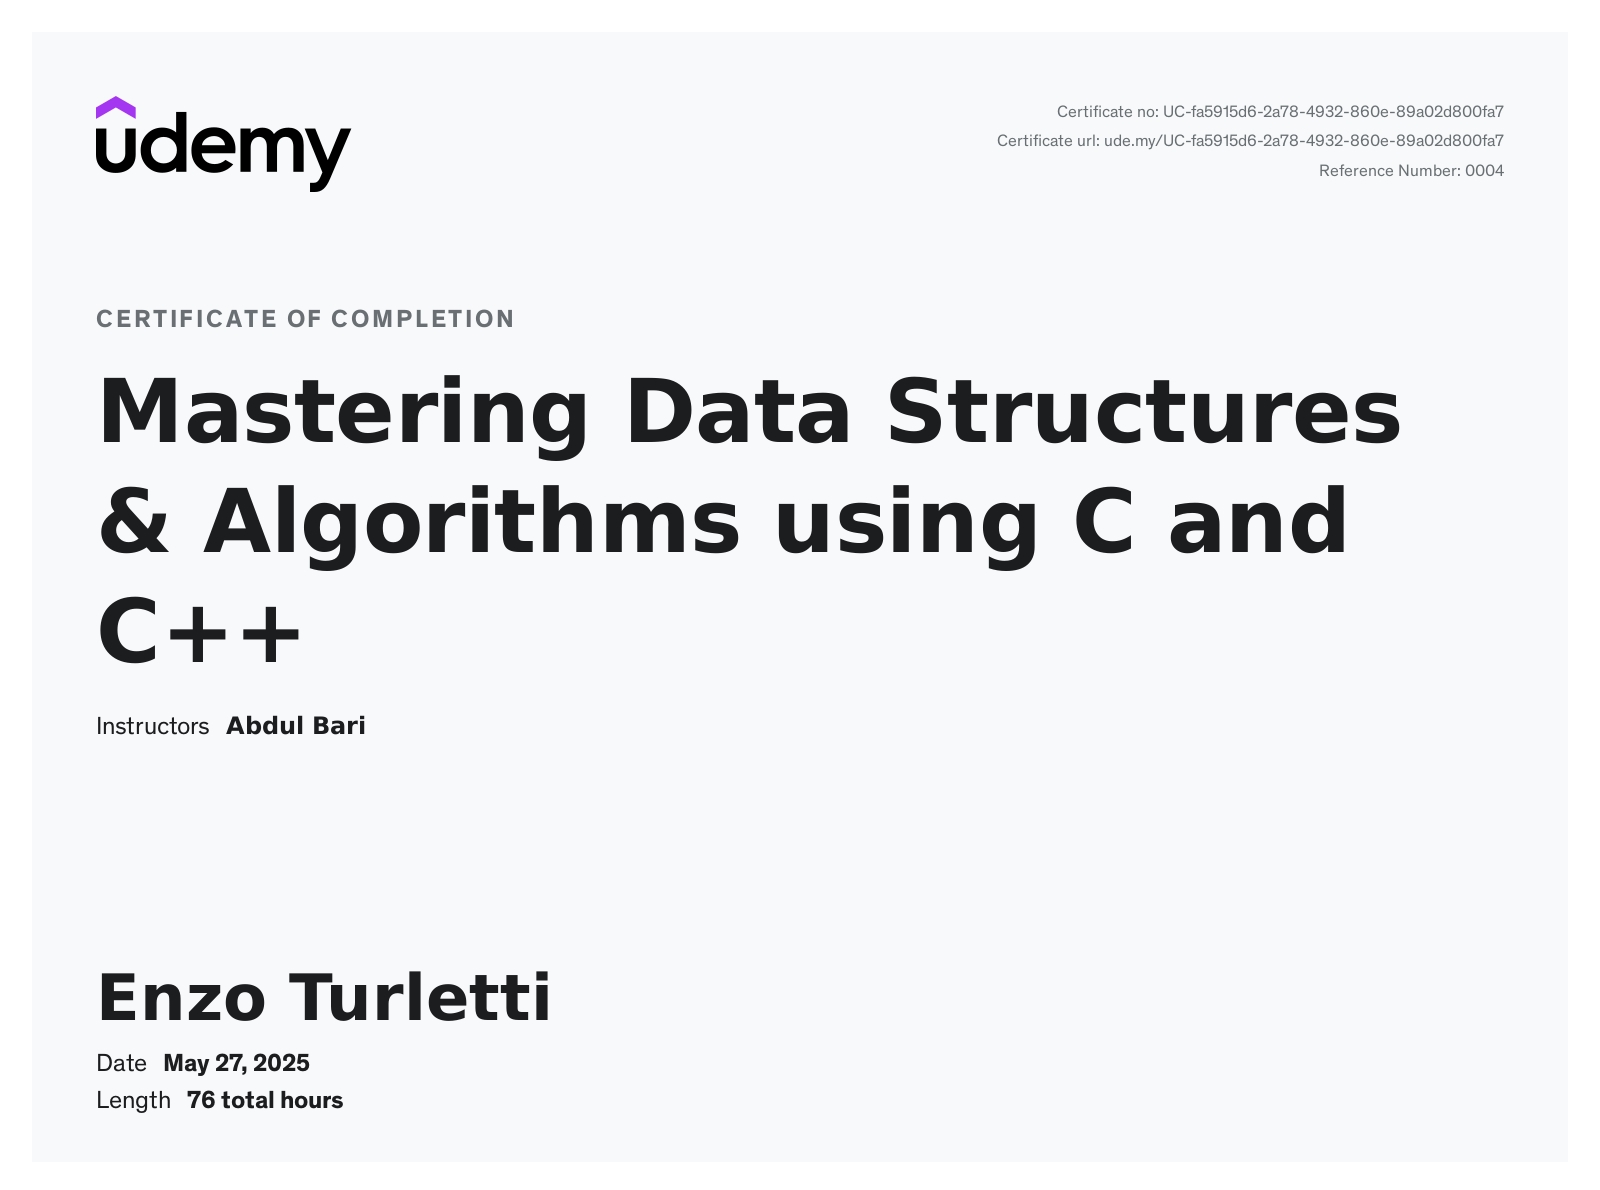 udemy
Certificate no: UC-fa5915d6-2a78-4932-860e-89a02d800fa7
Certificate url: ude.my/UC-fa5915d6-2a78-4932-860e-89a02d800fa7
Reference Number: 0004
CERTIFICATE OF COMPLETION
Mastering Data Structures
& Algorithms using C and
C++
Instructors Abdul Bari
Enzo Turletti
Date May 27, 2025
Length 76 total hours